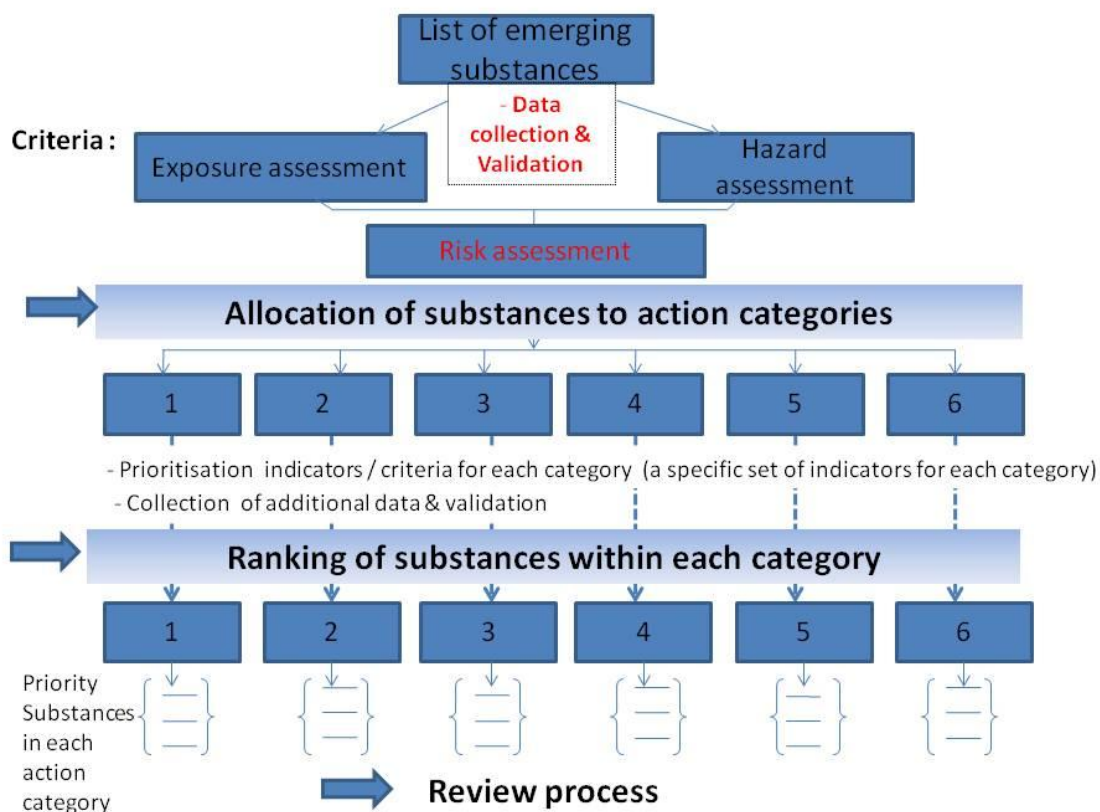 List of emerging
substances
- Data
collection &
Validation
Criteria :
Exposure assessment
Hazard
assessment
Risk assessment
Allocation of substances to action categories
1 2 3 4 5 6
- Prioritisation indicators / criteria for each category (a specific set of indicators for each category)
- Collection of additional data & validation
Ranking of substances within each category
1 2 3 4 5 6
Priority
Substances
in each
action
category
Review process